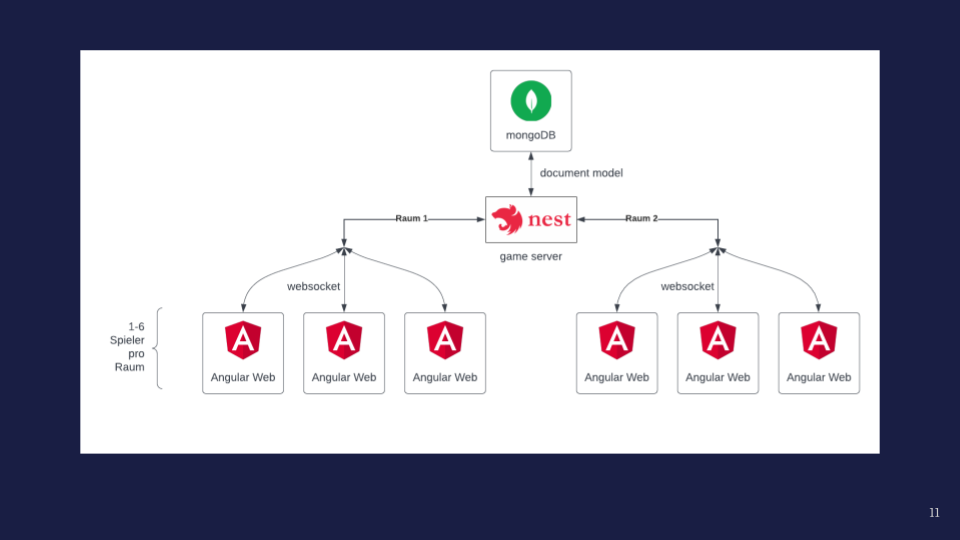 mongoDB
document model
Raum 1
nest
Raum 2
game server
websocket
websocket
1-6
Spieler
pro
Raum
Angular Web
Angular Web
Angular Web
Angular Web
Angular Web
Angular Web
11